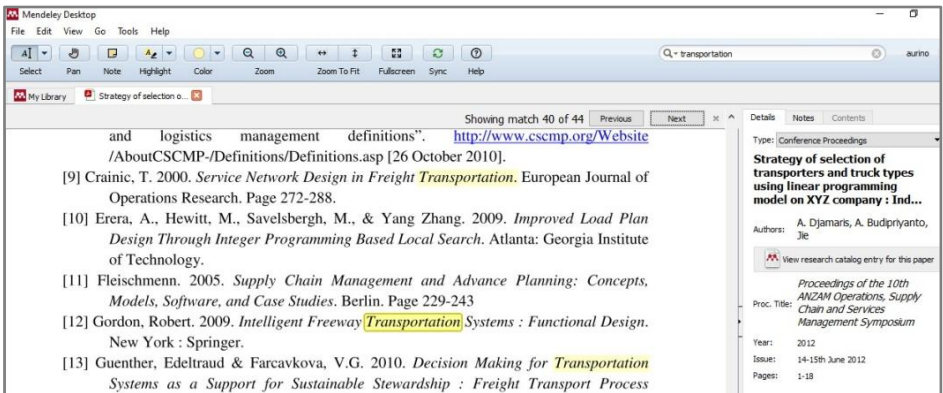 Mendeley Desktop
File Edit View Go Tools Help
Select Pan Note Highlight Color Zoom Zoom To Fit Fullscreen Sync Help
transportation
aurino
My Library
Strategy of selection o...
Showing match 40 of 44 Previous Next
and logistics management definitions”. http://www.cscmp.org/Website
/AboutCSCMP-/Definitions/Definitions.asp [26 October 2010].
[9] Crainic, T. 2000. Service Network Design in Freight Transportation. European Journal of
Operations Research. Page 272-288.
[10] Erera, A., Hewitt, M., Savelsbergh, M., & Yang Zhang. 2009. Improved Load Plan
Design Through Integer Programming Based Local Search. Atlanta: Georgia Institute
of Technology.
[11] Fleischmenn. 2005. Supply Chain Management and Advance Planning: Concepts,
Models, Software, and Case Studies. Berlin. Page 229-243
[12] Gordon, Robert. 2009. Intelligent Freeway Transportation Systems : Functional Design.
New York : Springer.
[13] Guenther, Edeltraud & Farcavkova, V.G. 2010. Decision Making for Transportation
Systems as a Support for Sustainable Stewardship : Freight Transport Process
Details Notes Contents
Type: Conference Proceedings
Strategy of selection of
transporters and truck types
using linear programming
model on XYZ company : Ind...
Authors: A. Djamaris, A. Budipriyanto,
Jie
View research catalog entry for this paper
Proceedings of the 10th
ANZAM Operations, Supply
Proc. Title: Chain and Services
Management Symposium
Year: 2012
Issue: 14-15th June 2012
Pages: 1-18